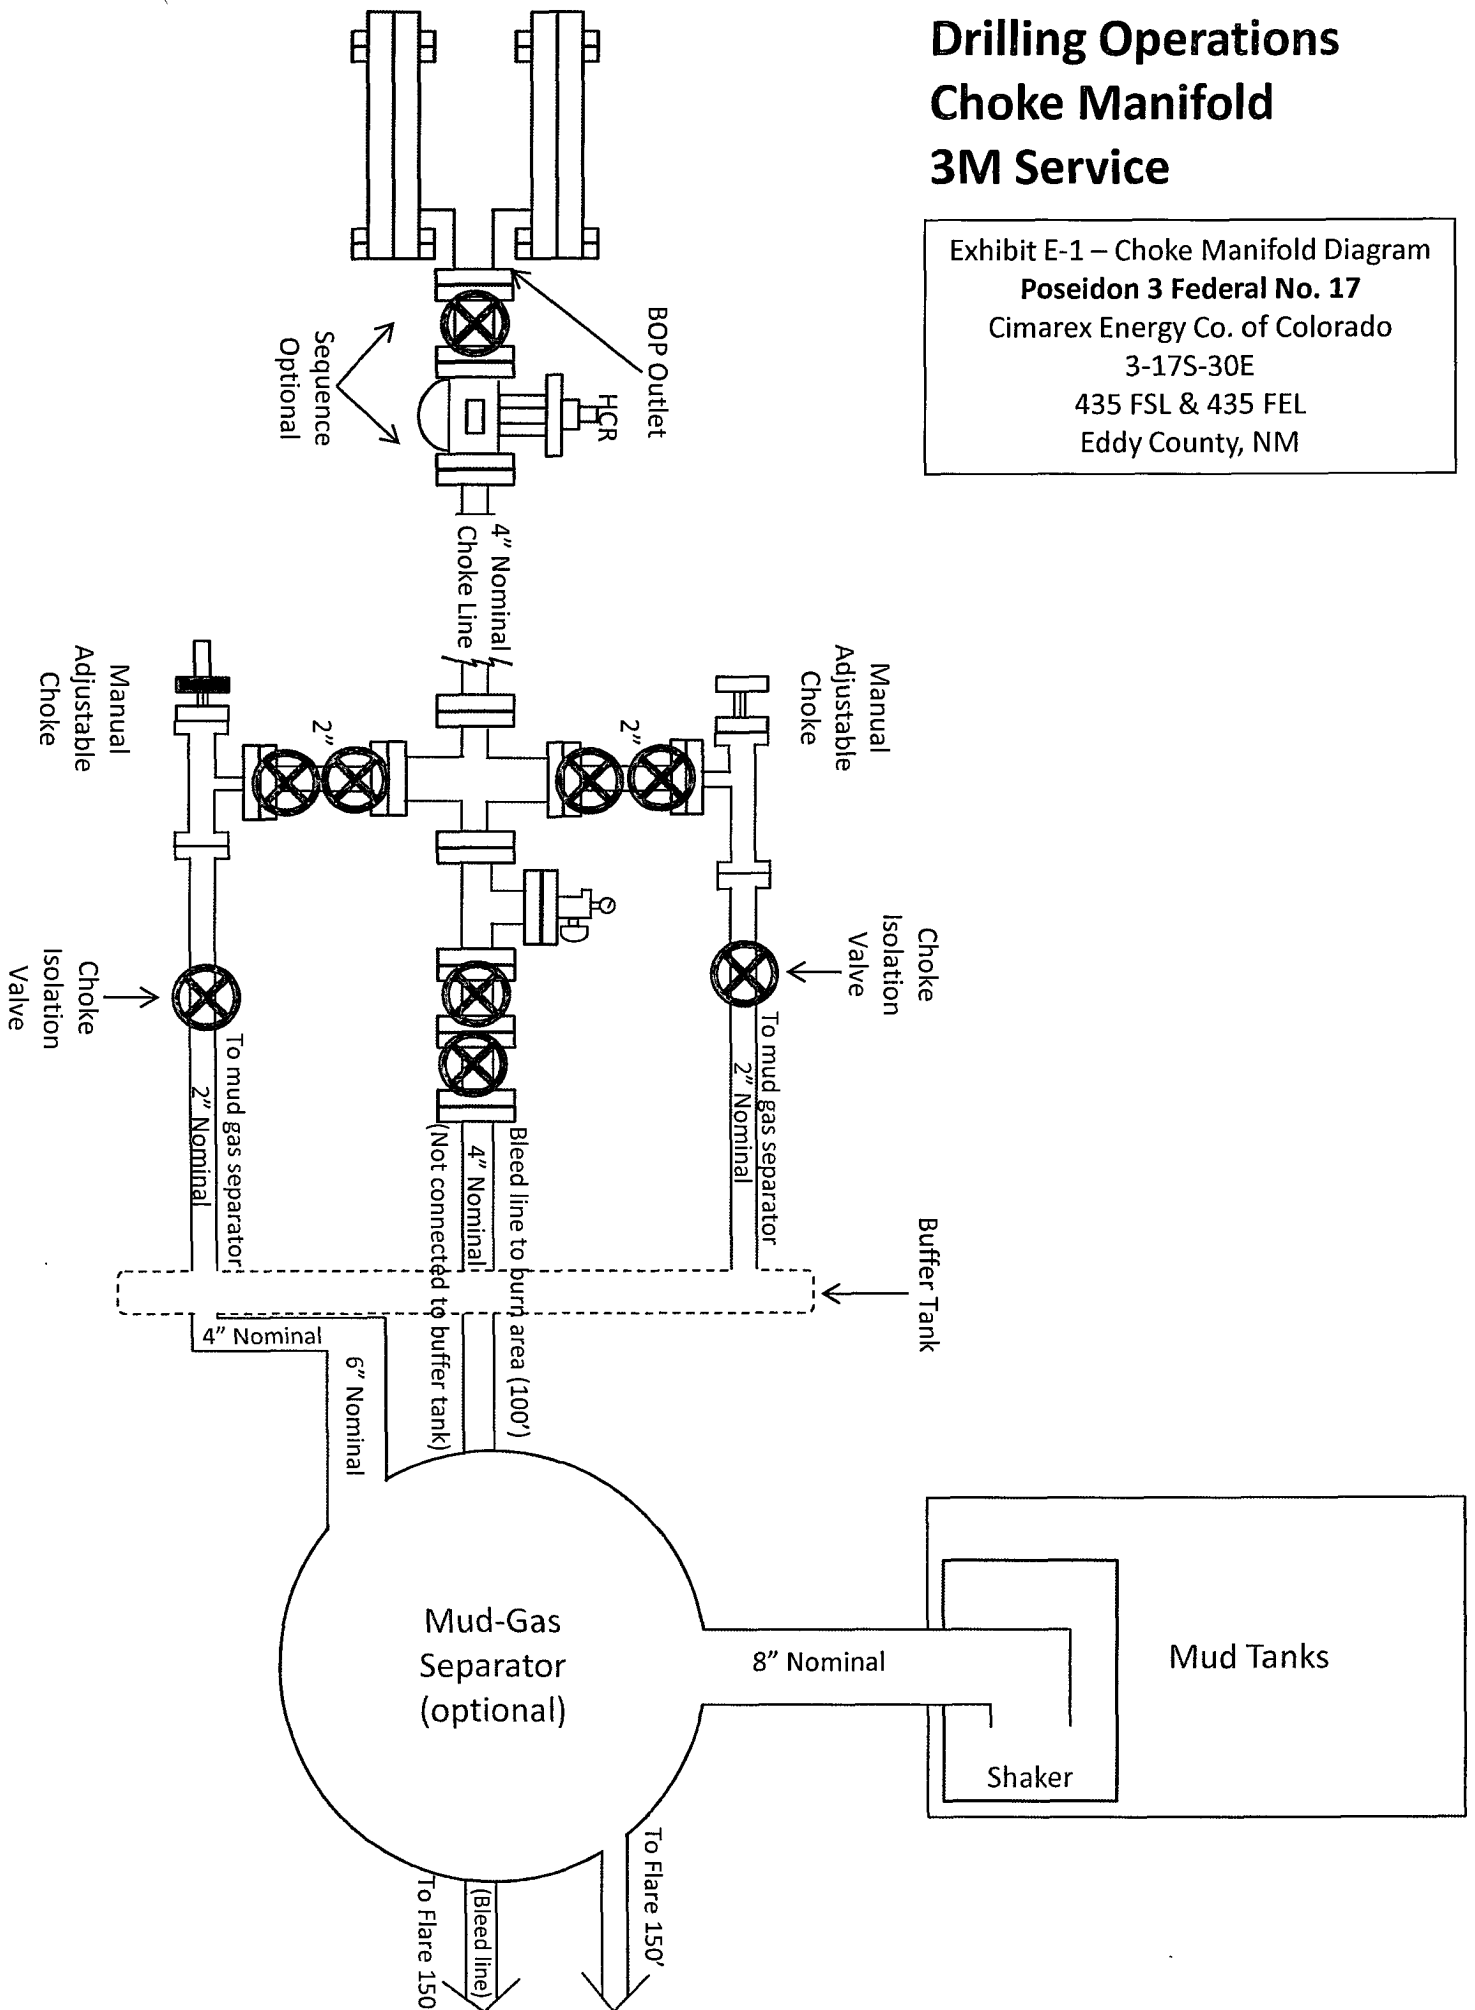 Drilling Operations
Choke Manifold
3M Service
Exhibit E-1 – Choke Manifold Diagram
Poseidon 3 Federal No. 17
Cimarex Energy Co. of Colorado
3-17S-30E
435 FSL & 435 FEL
Eddy County, NM
BOP Outlet
HCR
Sequence
Optional
4” Nominal
Choke Line
Manual
Adjustable
Choke
2”
2”
Manual
Adjustable
Choke
Choke
Isolation
Valve
Choke
Isolation
Valve
To mud gas separator
2” Nominal
Bleed line to burn area (100’)
4” Nominal
(Not connected to buffer tank)
To mud gas separator
2” Nominal
Buffer Tank
4” Nominal
6” Nominal
Mud-Gas
Separator
(optional)
8” Nominal
Mud Tanks
Shaker
To Flare 150’
(Bleed line)
To Flare 150